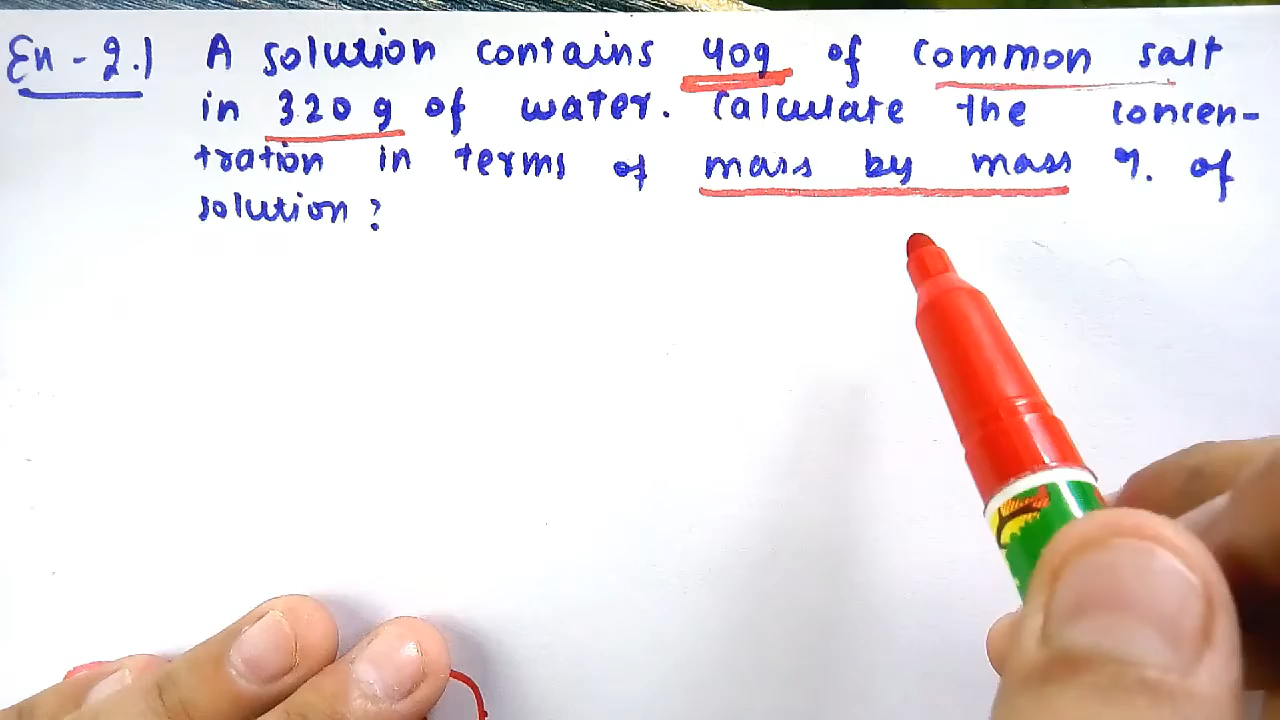 Ex - 2.1 A solution contains 40g of common salt
in 320 g of water. Calculate the concen-
tration in terms of mass by mass %. of
solution ?